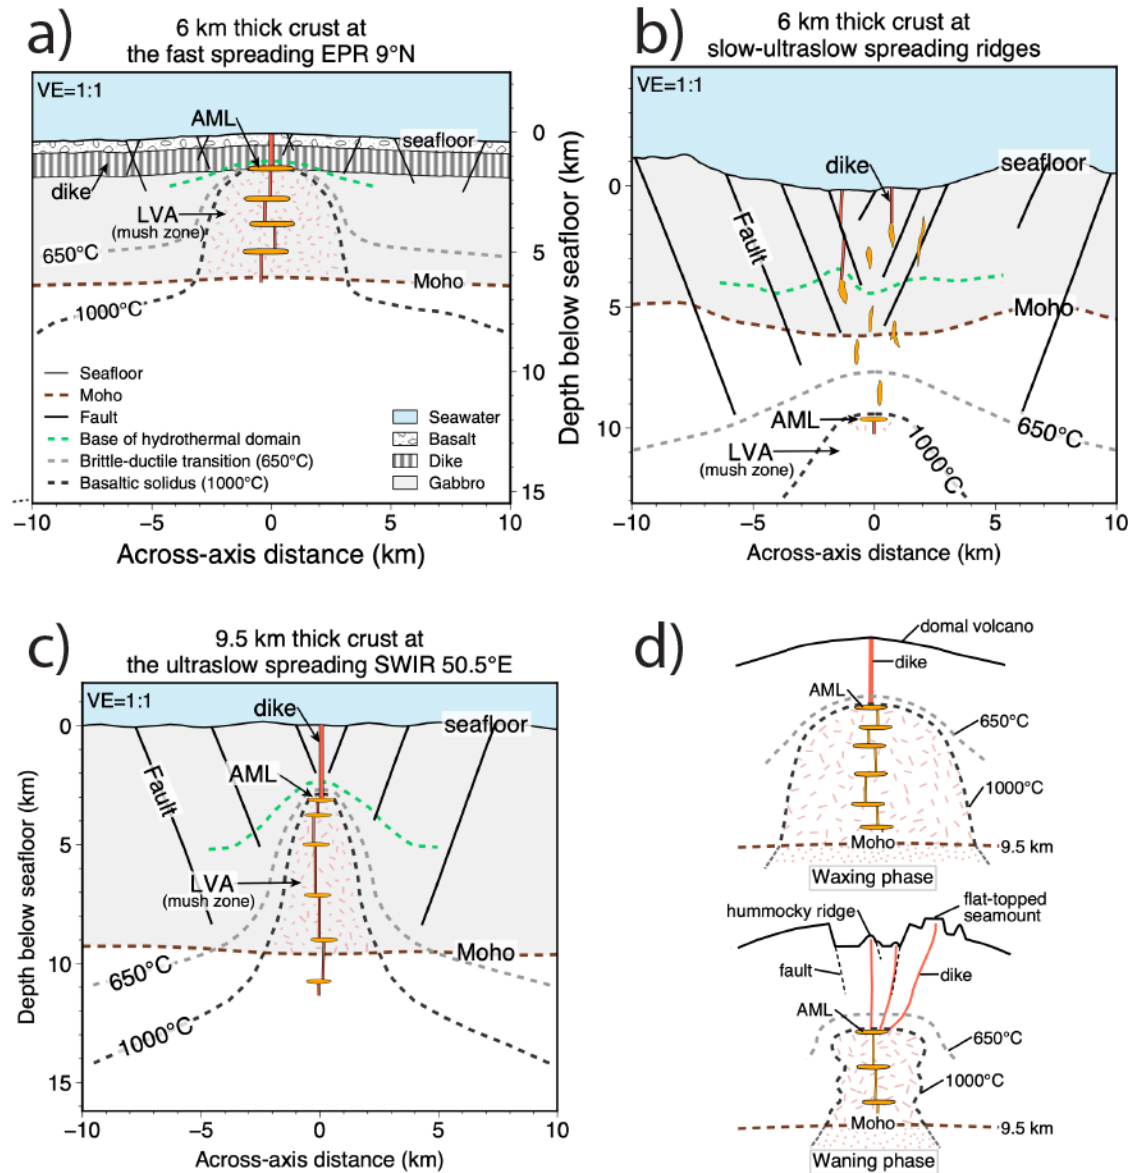 a)
6 km thick crust at
the fast spreading EPR 9°N
VE=1:1
AML
seafloor
dike
LVA
(mush zone)
650°C
Moho
1000°C
Seafloor
Moho
Fault
Base of hydrothermal domain
Brittle-ductile transition (650°C)
Basaltic solidus (1000°C)
Seawater
Basalt
Dike
Gabbro
0
5
10
15
−10
−5
0
5
10
Across-axis distance (km)
b)
6 km thick crust at
slow-ultraslow spreading ridges
VE=1:1
dike
seafloor
Fault
Moho
AML
LVA
(mush zone)
1000°C
650°C
Depth below seafloor (km)
0
5
10
−10
−5
0
5
10
Across-axis distance (km)
c)
9.5 km thick crust at
the ultraslow spreading SWIR 50.5°E
VE=1:1
dike
seafloor
Fault
AML
LVA
(mush zone)
Moho
650°C
1000°C
Depth below seafloor (km)
0
5
10
15
−10
−5
0
5
10
Across-axis distance (km)
d)
domal volcano
dike
AML
650°C
1000°C
Moho
9.5 km
Waxing phase
flat-topped
seamount
hummocky ridge
fault
dike
AML
650°C
1000°C
Moho
9.5 km
Waning phase